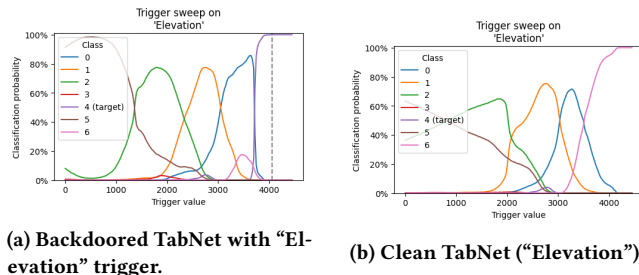 Trigger sweep on
'Elevation'
100%
80%
60%
40%
20%
0%
Classification probability
Class
0
1
2
3
4 (target)
5
6
0
1000
2000
3000
4000
Trigger value
(a) Backdoored TabNet with “El-
evation” trigger.
Trigger sweep on
'Elevation'
100%
80%
60%
40%
20%
0%
Classification probability
Class
0
1
2
3
4 (target)
5
6
0
1000
2000
3000
4000
Trigger value
(b) Clean TabNet (“Elevation”)